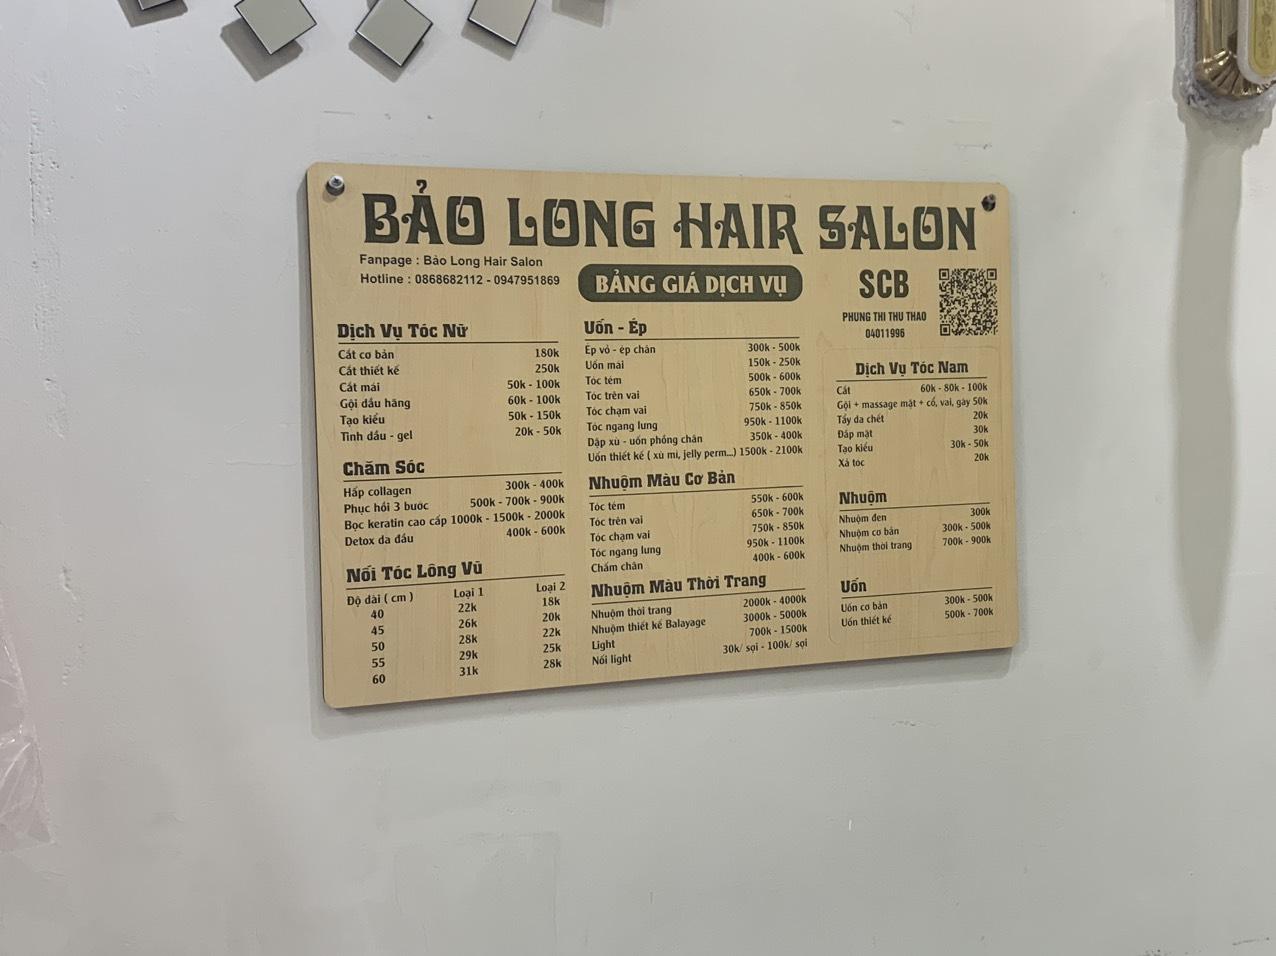 BẢO LONG HAIR SALON
Fanpage : Bảo Long Hair Salon
Hotline : 0868682112 - 0947951869
BẢNG GIÁ DỊCH VỤ
SCB
PHUNG THI THU THAO
04011996
Dịch Vụ Tóc Nữ
Cắt cơ bản 180k
Cắt thiết kế 250k
Cắt mái 50k - 100k
Gội dầu hãng 60k - 100k
Tạo kiểu 50k - 150k
Tinh dầu - gel 20k - 50k
Chăm Sóc
Hấp collagen 300k - 400k
Phục hồi 3 bước 500k - 700k - 900k
Bọc keratin cao cấp 1000k - 1500k - 2000k
Detox da đầu 400k - 600k
Nối Tóc Lông Vũ
Độ dài ( cm ) Loại 1 Loại 2
40 22k 18k
45 26k 20k
50 28k 22k
55 29k 25k
60 31k 28k
Uốn - Ép
Ép vỏ - ép chân 300k - 500k
Uốn mái 150k - 250k
Tóc tém 500k - 600k
Tóc trên vai 650k - 700k
Tóc chạm vai 750k - 850k
Tóc ngang lưng 950k - 1100k
Dập xù - uốn phồng chân 350k - 400k
Uốn thiết kế ( xù mì, jelly perm...) 1500k - 2100k
Nhuộm Màu Cơ Bản
Tóc tém 550k - 600k
Tóc trên vai 650k - 700k
Tóc chạm vai 750k - 850k
Tóc ngang lưng 950k - 1100k
Chấm chân 400k - 600k
Nhuộm Màu Thời Trang
Nhuộm thời trang 2000k - 4000k
Nhuộm thiết kế Balayage 3000k - 5000k
Light 700k - 1500k
Nối light 30k/ sợi - 100k/ sợi
Dịch Vụ Tóc Nam
Cắt 60k - 80k - 100k
Gội + massage mặt + cổ, vai, gáy 50k
Tẩy da chết 20k
Đắp mặt 30k
Tạo kiểu 30k - 50k
Xả tóc 20k
Nhuộm
Nhuộm đen 300k
Nhuộm cơ bản 300k - 500k
Nhuộm thời trang 700k - 900k
Uốn
Uốn cơ bản 300k - 500k
Uốn thiết kế 500k - 700k